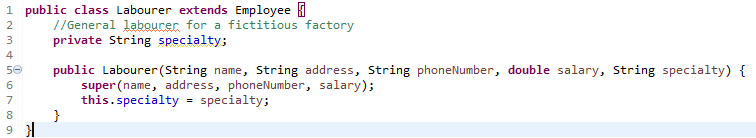 1 public class Labourer extends Employee {
2 //General labourer for a fictitious factory
3 private String specialty;
4
5 public Labourer(String name, String address, String phoneNumber, double salary, String specialty) {
6 super(name, address, phoneNumber, salary);
7 this.specialty = specialty;
8 }
9 }